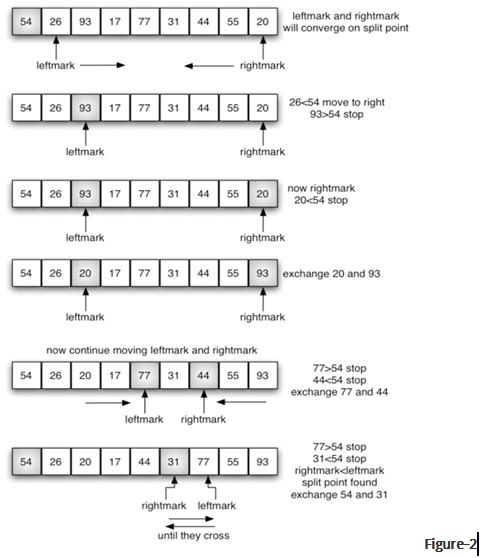 54 26 93 17 77 31 44 55 20
leftmark and rightmark
will converge on split point
leftmark rightmark
54 26 93 17 77 31 44 55 20
26<54 move to right
93>54 stop
leftmark rightmark
54 26 93 17 77 31 44 55 20
now rightmark
20<54 stop
leftmark rightmark
54 26 20 17 77 31 44 55 93
exchange 20 and 93
leftmark rightmark
now continue moving leftmark and rightmark
54 26 20 17 77 31 44 55 93
77>54 stop
44<54 stop
exchange 77 and 44
leftmark rightmark
54 26 20 17 44 31 77 55 93
77>54 stop
31<54 stop
rightmark<leftmark
split point found
exchange 54 and 31
rightmark leftmark
until they cross
Figure-2